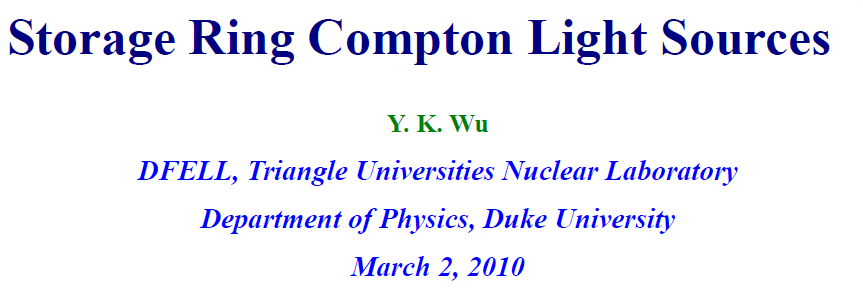 Storage Ring Compton Light Sources
Y. K. Wu
DFELL, Triangle Universities Nuclear Laboratory
Department of Physics, Duke University
March 2, 2010